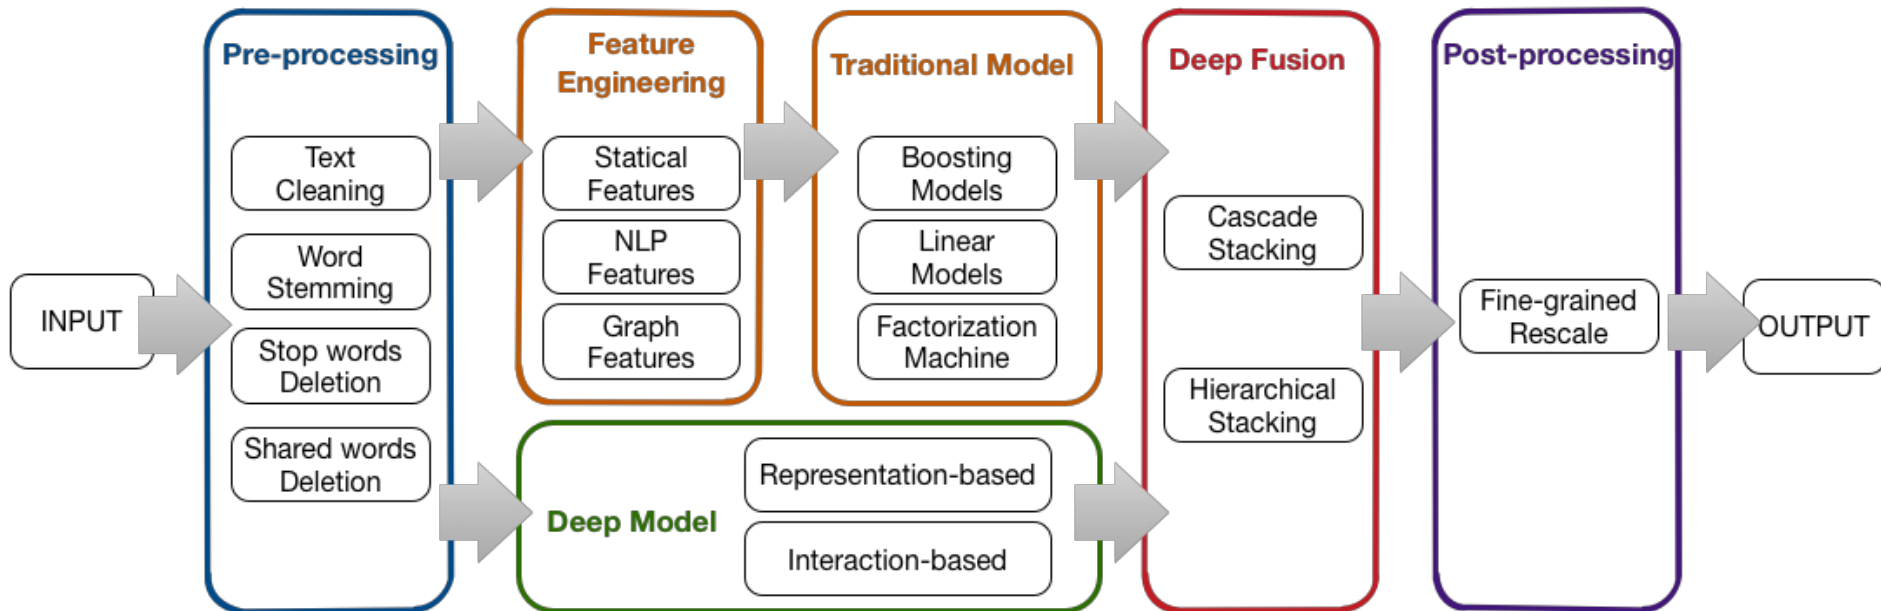 INPUT
Pre-processing
Text
Cleaning
Word
Stemming
Stop words
Deletion
Shared words
Deletion
Feature
Engineering
Statical
Features
NLP
Features
Graph
Features
Traditional Model
Boosting
Models
Linear
Models
Factorization
Machine
Deep Model
Representation-based
Interaction-based
Deep Fusion
Cascade
Stacking
Hierarchical
Stacking
Post-processing
Fine-grained
Rescale
OUTPUT